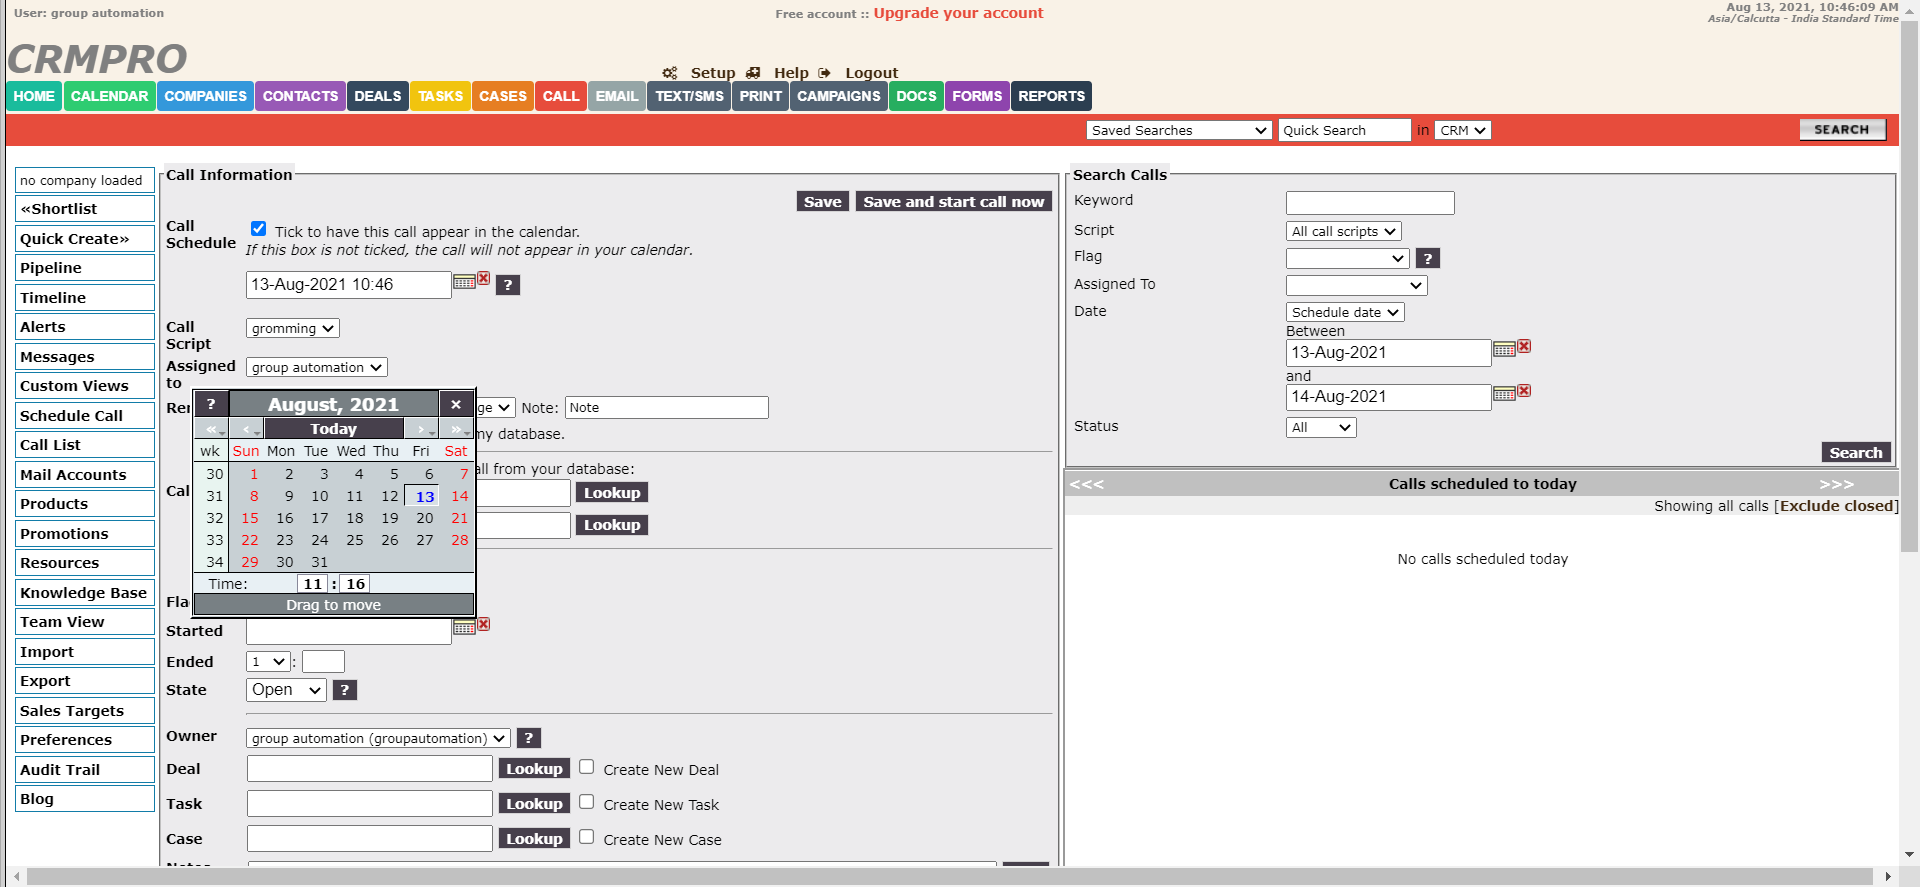 User: group automation
Free account :: Upgrade your account
Aug 13, 2021, 10:46:09 AM
Asia/Calcutta - India Standard Time
CRMPRO
Setup Help Logout
HOME CALENDAR COMPANIES CONTACTS DEALS TASKS CASES CALL EMAIL TEXT/SMS PRINT CAMPAIGNS DOCS FORMS REPORTS
Saved Searches Quick Search in CRM SEARCH
no company loaded
«Shortlist
Quick Create»
Pipeline
Timeline
Alerts
Messages
Custom Views
Schedule Call
Call List
Mail Accounts
Products
Promotions
Resources
Knowledge Base
Team View
Import
Export
Sales Targets
Preferences
Audit Trail
Blog
Call Information
Save Save and start call now
Call Schedule
Tick to have this call appear in the calendar.
If this box is not ticked, the call will not appear in your calendar.
13-Aug-2021 10:46 ?
Call Script
gromming
Assigned to
group automation
? August, 2021 ×
« ‹ Today › »
wk Sun Mon Tue Wed Thu Fri Sat
30 1 2 3 4 5 6 7
31 8 9 10 11 12 13 14
32 15 16 17 18 19 20 21
33 22 23 24 25 26 27 28
34 29 30 31
Time: 11 : 16
Drag to move
Note: Note
my database.
all from your database:
Lookup
Lookup
Started
Ended 1 :
State Open ?
Owner group automation (groupautomation) ?
Deal Lookup Create New Deal
Task Lookup Create New Task
Case Lookup Create New Case
Search Calls
Keyword
Script All call scripts
Flag ?
Assigned To
Date Schedule date
Between
13-Aug-2021
and
14-Aug-2021
Status All
Search
<<< Calls scheduled to today >>>
Showing all calls [Exclude closed]
No calls scheduled today